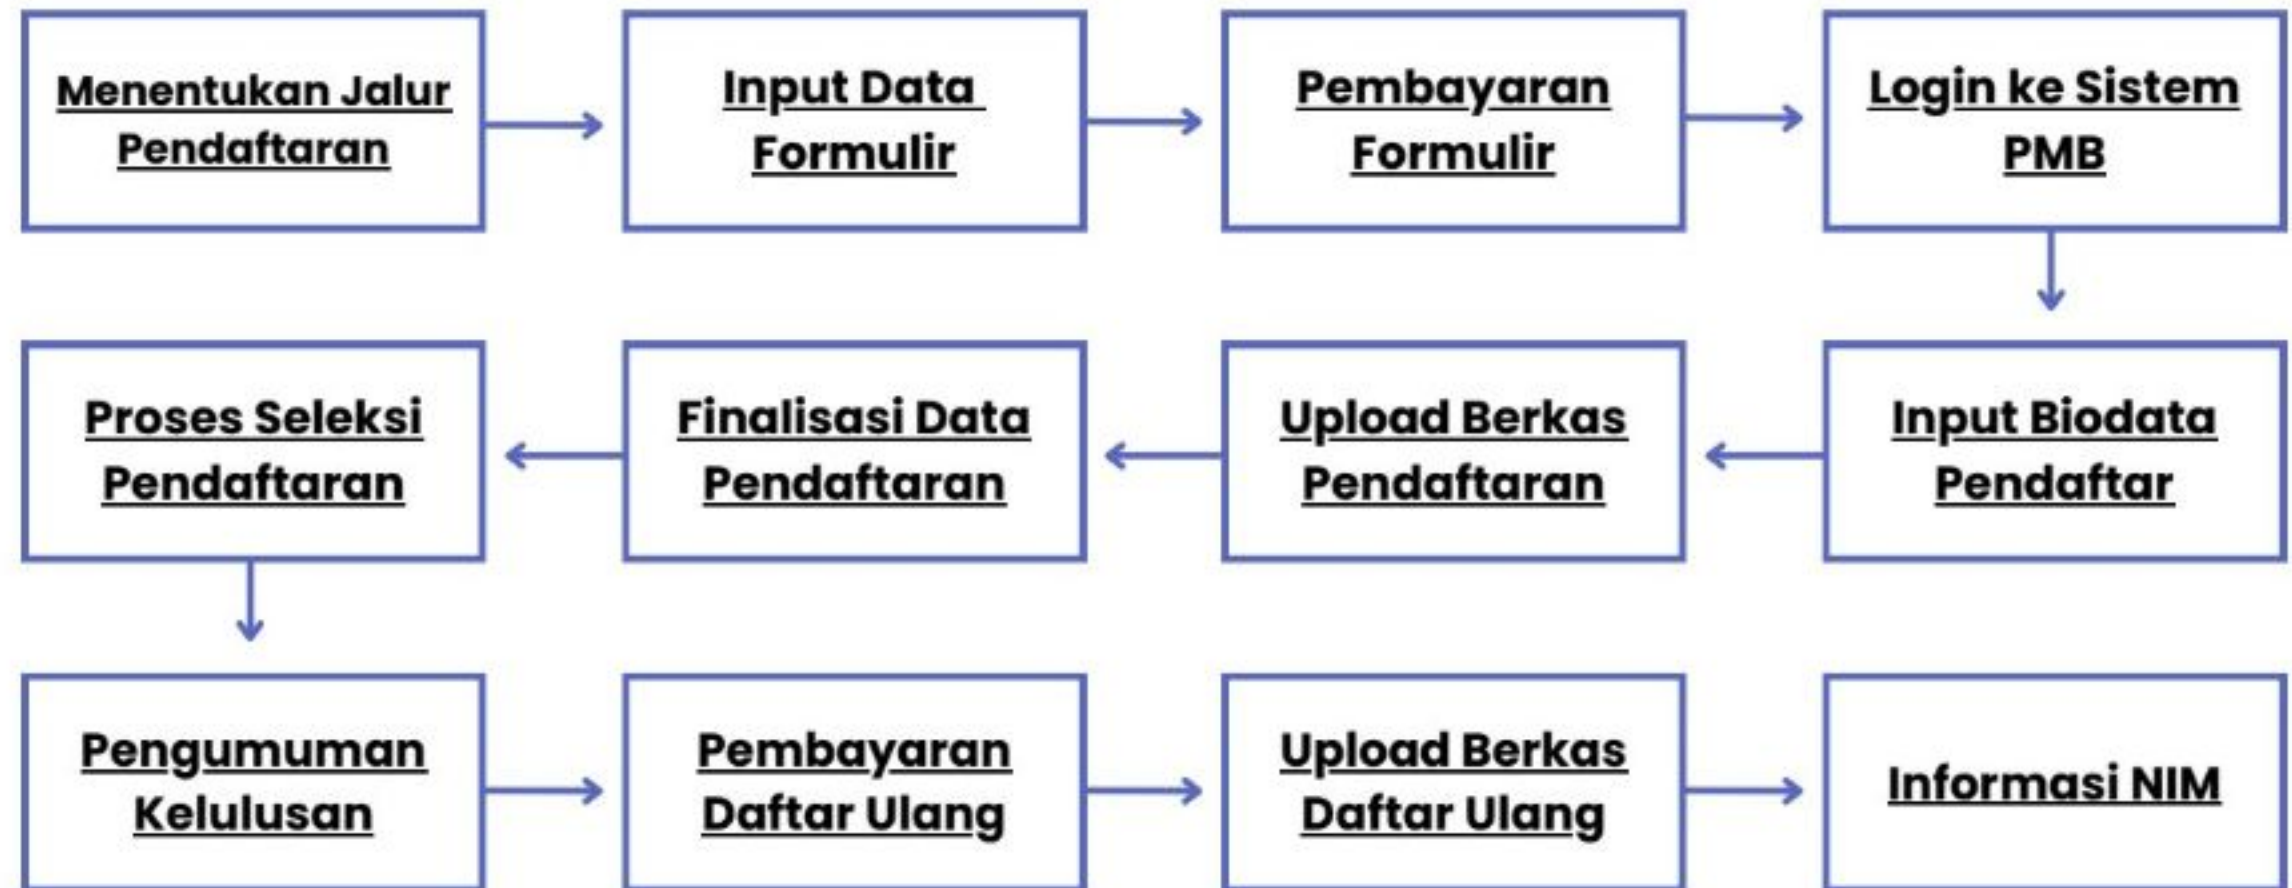 Menentukan Jalur
Pendaftaran
Input Data
Formulir
Pembayaran
Formulir
Login ke Sistem
PMB
Input Biodata
Pendaftar
Upload Berkas
Pendaftaran
Finalisasi Data
Pendaftaran
Proses Seleksi
Pendaftaran
Pengumuman
Kelulusan
Pembayaran
Daftar Ulang
Upload Berkas
Daftar Ulang
Informasi NIM